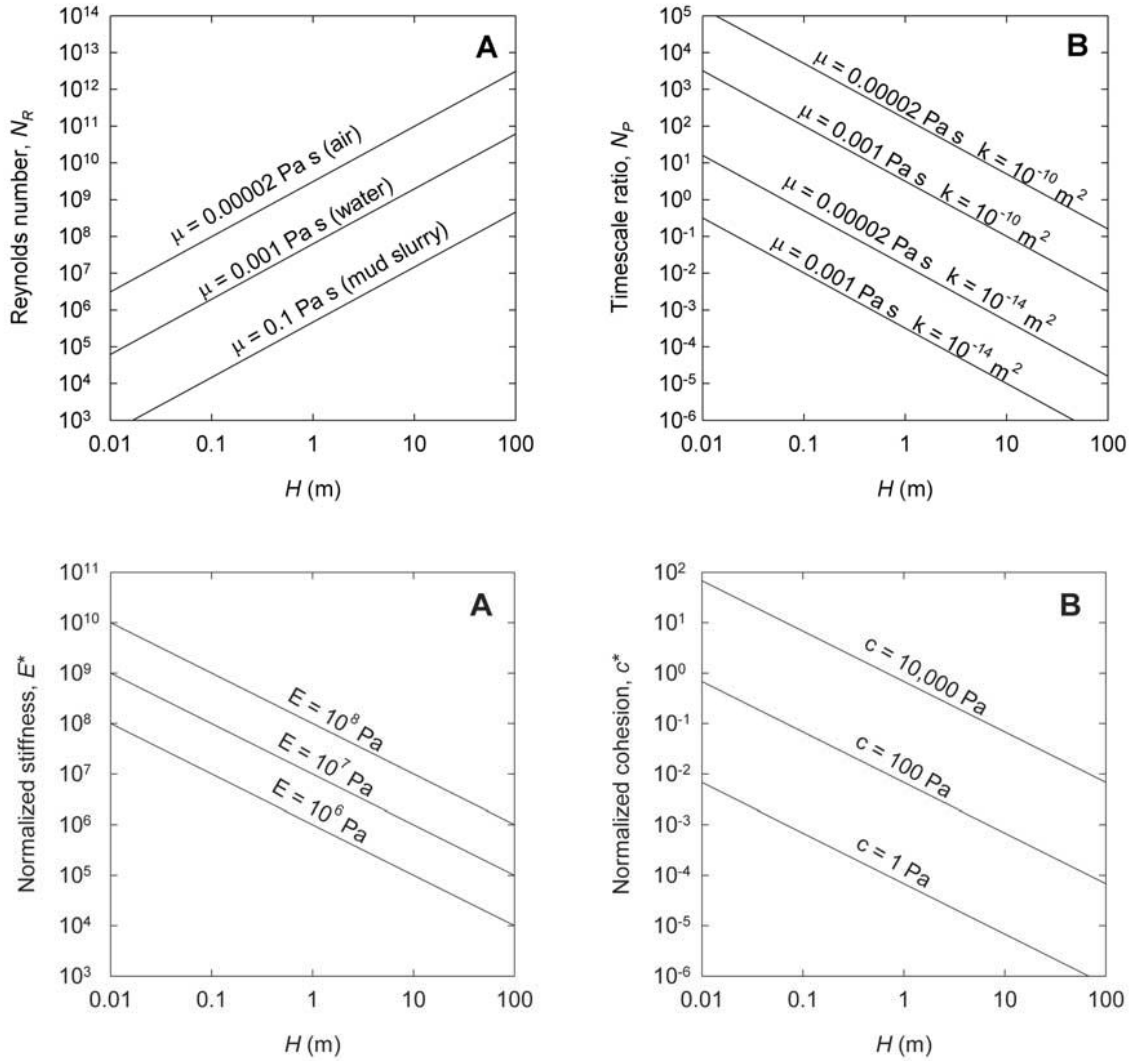 A
Reynolds number, N_R
10^14
10^13
10^12
10^11
10^10
10^9
10^8
10^7
10^6
10^5
10^4
10^3
μ = 0.00002 Pa s (air)
μ = 0.001 Pa s (water)
μ = 0.1 Pa s (mud slurry)
0.01 0.1 1 10 100
H (m)
B
Timescale ratio, N_P
10^5
10^4
10^3
10^2
10^1
10^0
10^-1
10^-2
10^-3
10^-4
10^-5
10^-6
μ = 0.00002 Pa s k = 10^-10 m^2
μ = 0.001 Pa s k = 10^-10 m^2
μ = 0.00002 Pa s k = 10^-14 m^2
μ = 0.001 Pa s k = 10^-14 m^2
0.01 0.1 1 10 100
H (m)
A
Normalized stiffness, E*
10^11
10^10
10^9
10^8
10^7
10^6
10^5
10^4
10^3
E = 10^8 Pa
E = 10^7 Pa
E = 10^6 Pa
0.01 0.1 1 10 100
H (m)
B
Normalized cohesion, c*
10^2
10^1
10^0
10^-1
10^-2
10^-3
10^-4
10^-5
10^-6
c = 10,000 Pa
c = 100 Pa
c = 1 Pa
0.01 0.1 1 10 100
H (m)